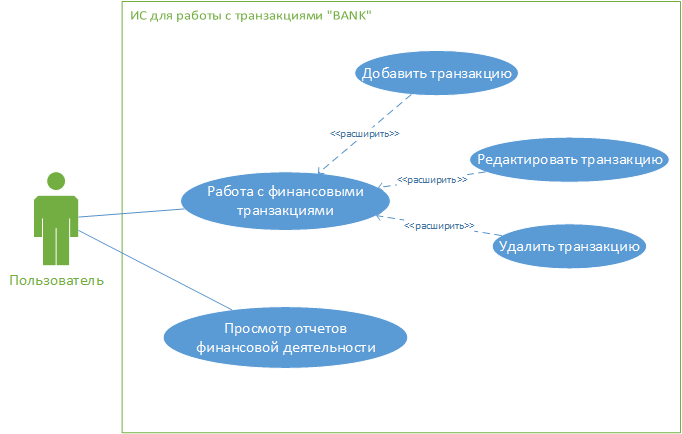 ИС для работы с транзакциями "BANK"
Добавить транзакцию
<<расширить>>
Редактировать транзакцию
<<расширить>>
Работа с финансовыми
транзакциями
<<расширить>>
Удалить транзакцию
Пользователь
Просмотр отчетов
финансовой деятельности